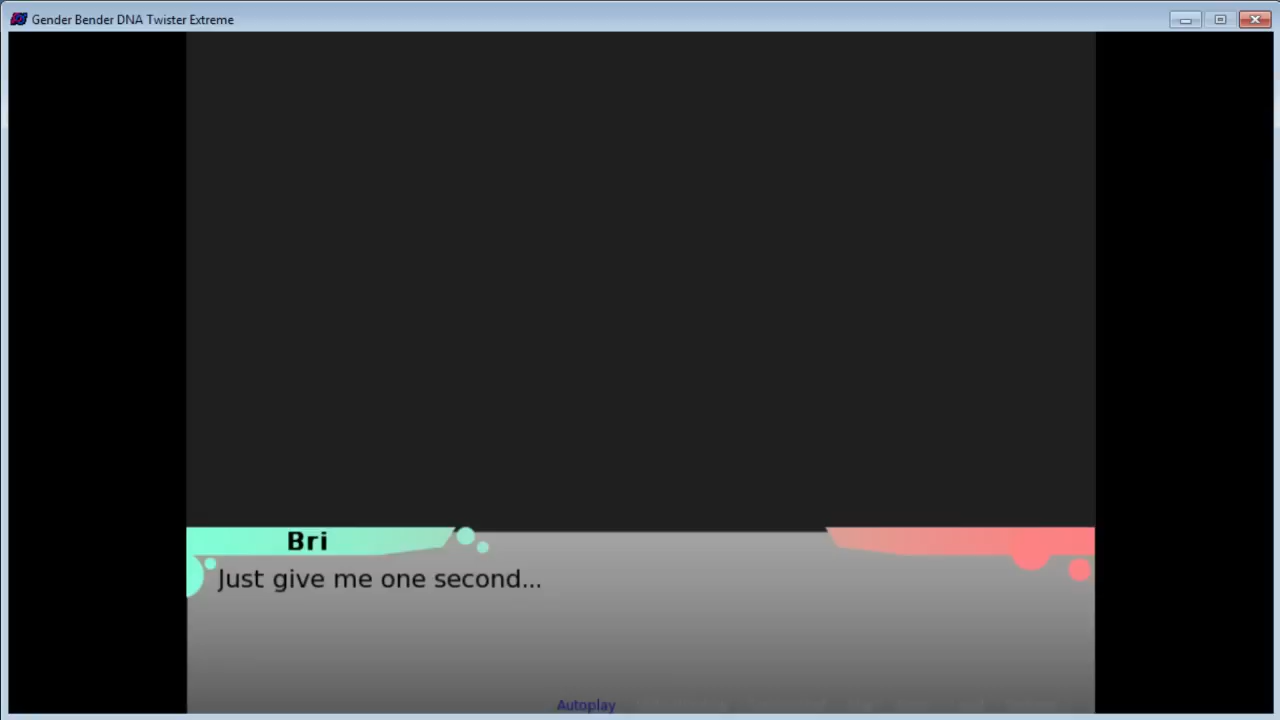 Gender Bender DNA Twister Extreme
Bri
Just give me one second...
Autoplay